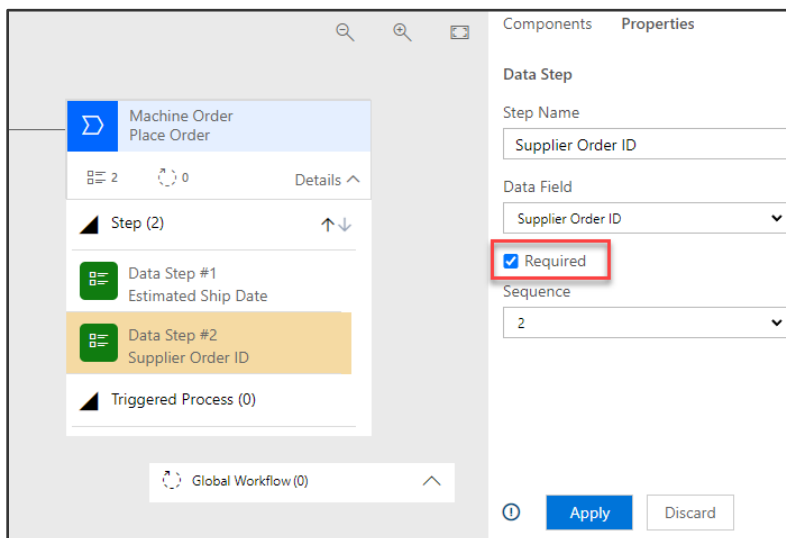 Machine Order
Place Order
2
0
Details
Step (2)
Data Step #1
Estimated Ship Date
Data Step #2
Supplier Order ID
Triggered Process (0)
Global Workflow (0)
Components Properties
Data Step
Step Name
Supplier Order ID
Data Field
Supplier Order ID
Required
Sequence
2
Apply Discard